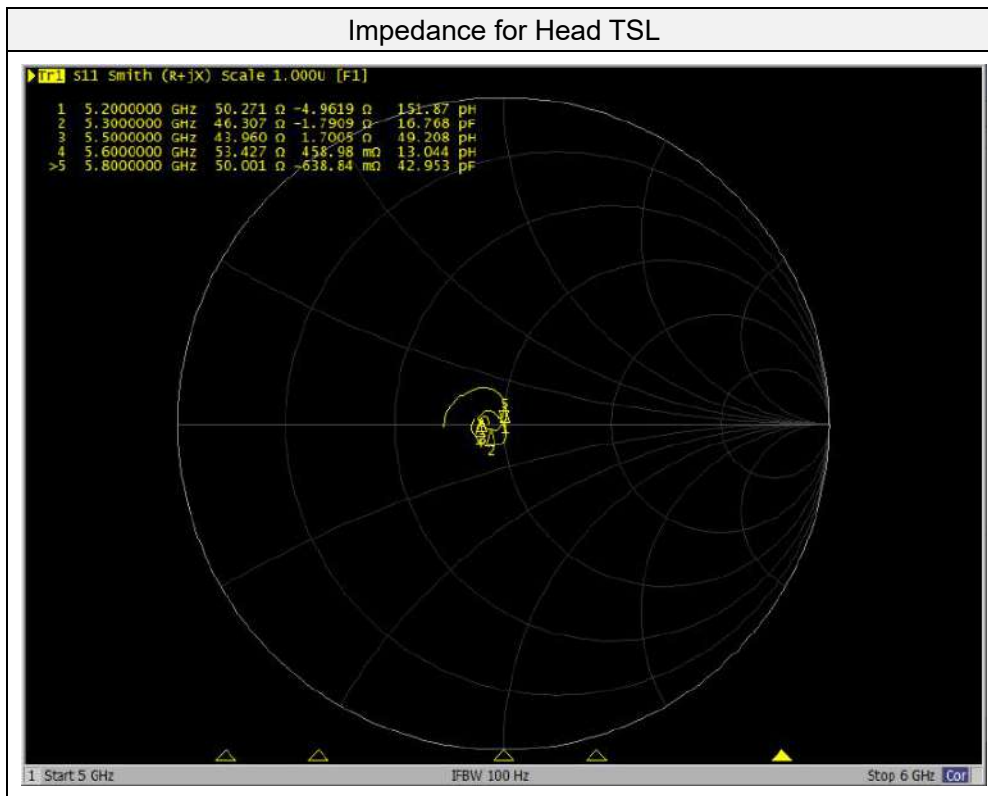 Impedance for Head TSL
Tr1 S11 Smith (R+jX) Scale 1.000U [F1]
1 5.2000000 GHz 50.271 Ω -4.9619 Ω 151.87 pH
2 5.3000000 GHz 46.307 Ω -1.7909 Ω 16.768 pF
3 5.5000000 GHz 43.960 Ω 1.7005 Ω 49.208 pH
4 5.6000000 GHz 53.427 Ω 458.98 mΩ 13.044 pH
>5 5.8000000 GHz 50.001 Ω -638.84 mΩ 42.953 pF
5
1
2
1 Start 5 GHz IFBW 100 Hz Stop 6 GHz Cor